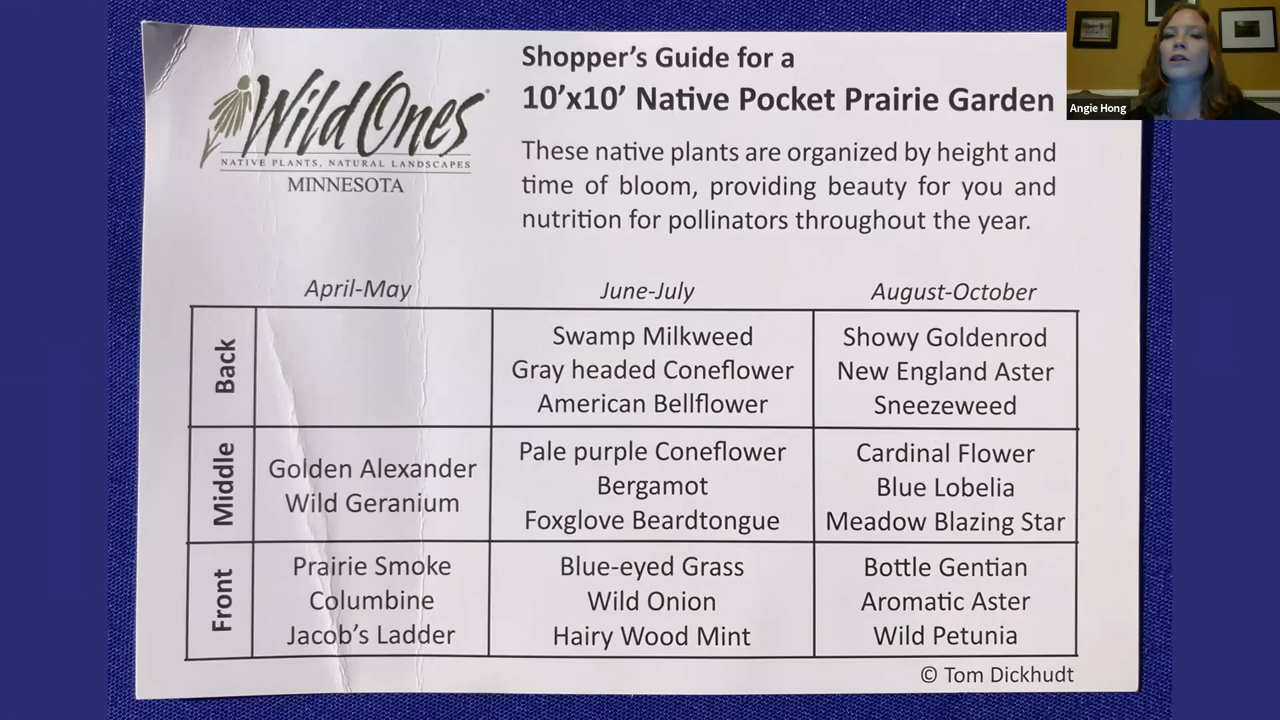 Angie Hong
Wild Ones®
NATIVE PLANTS, NATURAL LANDSCAPES
MINNESOTA
Shopper's Guide for a
10'x10' Native Pocket Prairie Garden
These native plants are organized by height and
time of bloom, providing beauty for you and
nutrition for pollinators throughout the year.
April-May
June-July
August-October
Back
Swamp Milkweed
Gray headed Coneflower
American Bellflower
Showy Goldenrod
New England Aster
Sneezeweed
Middle
Golden Alexander
Wild Geranium
Pale purple Coneflower
Bergamot
Foxglove Beardtongue
Cardinal Flower
Blue Lobelia
Meadow Blazing Star
Front
Prairie Smoke
Columbine
Jacob's Ladder
Blue-eyed Grass
Wild Onion
Hairy Wood Mint
Bottle Gentian
Aromatic Aster
Wild Petunia
© Tom Dickhudt